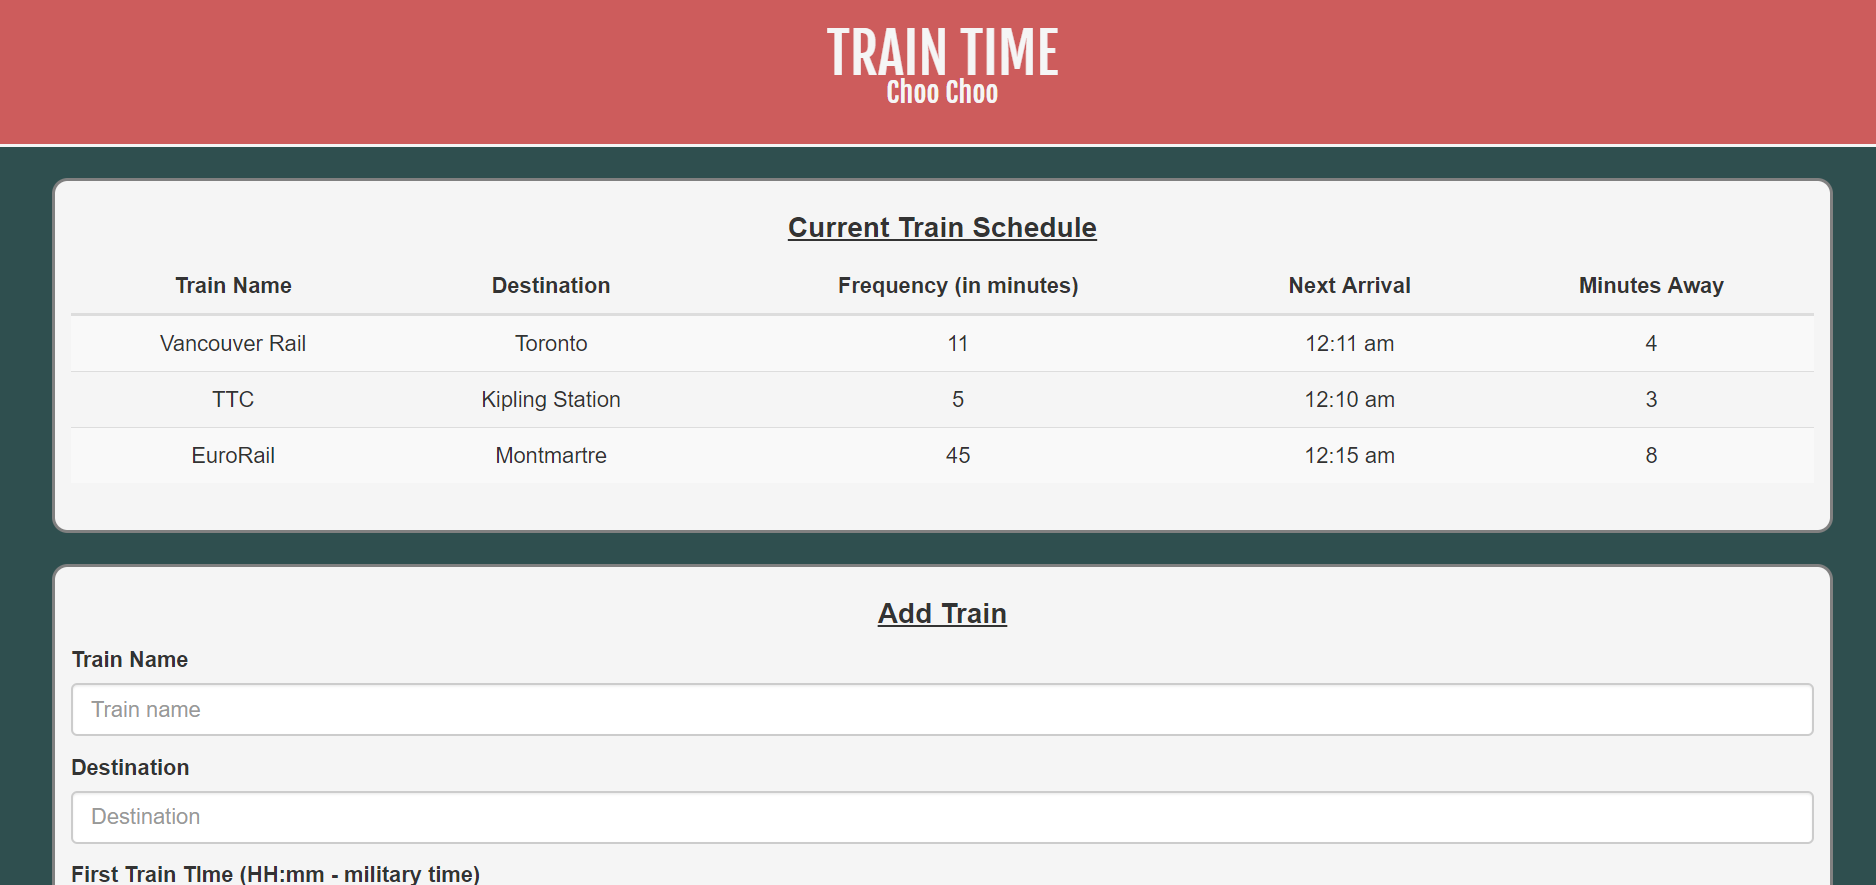 TRAIN TIME
Choo Choo
Current Train Schedule
Train Name Destination Frequency (in minutes) Next Arrival Minutes Away
Vancouver Rail Toronto 11 12:11 am 4
TTC Kipling Station 5 12:10 am 3
EuroRail Montmartre 45 12:15 am 8
Add Train
Train Name
Train name
Destination
Destination
First Train TIme (HH:mm - military time)